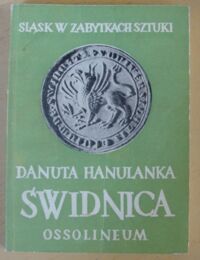 ŚLĄSK W ZABYTKACH SZTUKI
DANUTA HANULANKA
ŚWIDNICA
OSSOLINEUM